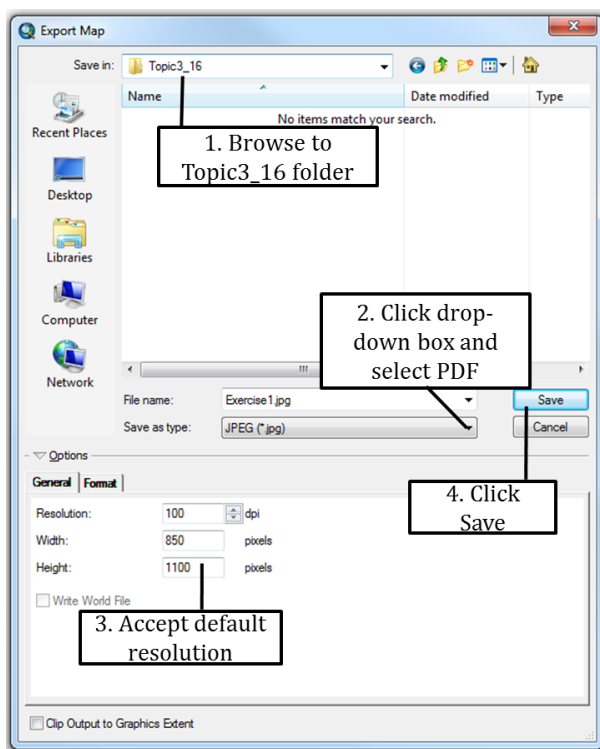 Export Map
Save in:
Topic3_16
Name
Date modified
Type
No items match your search.
Recent Places
1. Browse to
Topic3_16 folder
Desktop
Libraries
Computer
2. Click drop-
down box and
select PDF
Network
File name:
Exercise1.jpg
Save
Save as type:
JPEG (*.jpg)
Cancel
Options
General
Format
4. Click
Save
Resolution:
100
dpi
Width:
850
pixels
Height:
1100
pixels
Write World File
3. Accept default
resolution
Clip Output to Graphics Extent